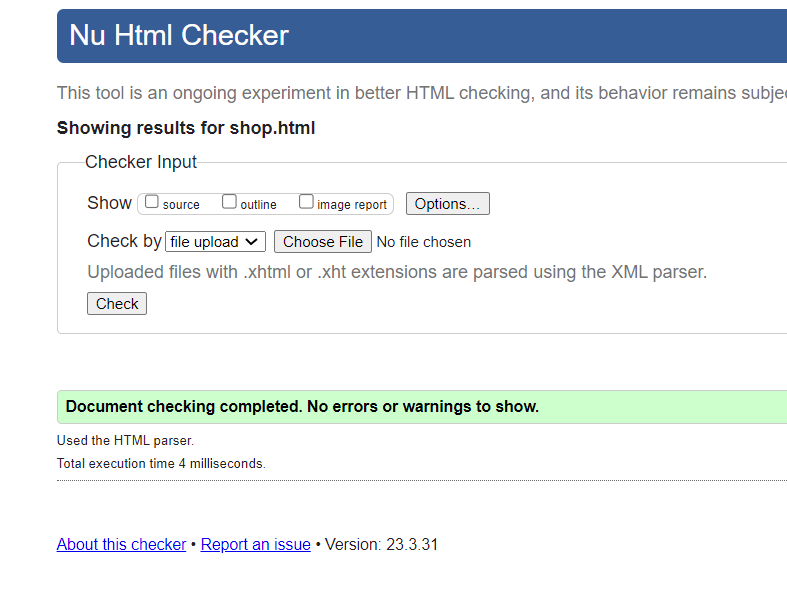 Nu Html Checker
This tool is an ongoing experiment in better HTML checking, and its behavior remains
Showing results for shop.html
Checker Input
Show source outline image report Options...
Check by file upload Choose File No file chosen
Uploaded files with .xhtml or .xht extensions are parsed using the XML parser.
Check
Document checking completed. No errors or warnings to show.
Used the HTML parser.
Total execution time 4 milliseconds.
About this checker • Report an issue • Version: 23.3.31